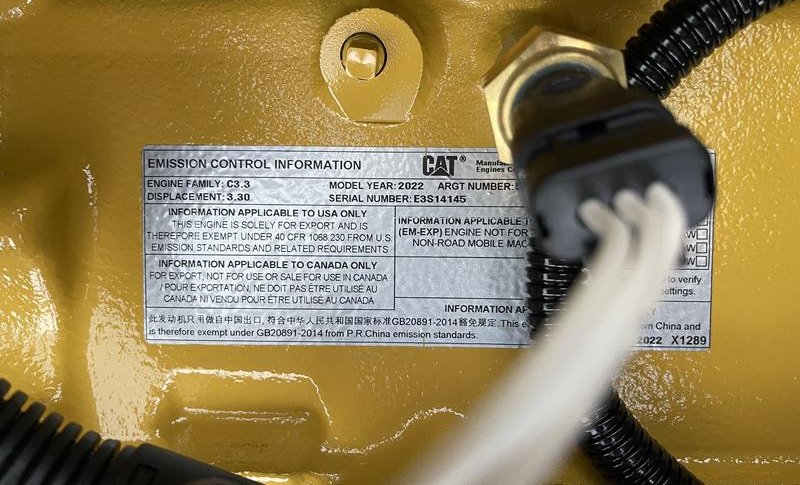 EMISSION CONTROL INFORMATION
CAT®
Engines
ENGINE FAMILY: C3.3 MODEL YEAR: 2022 ARGT NUMBER:
DISPLACEMENT: 3.30 SERIAL NUMBER: E3S14145
INFORMATION APPLICABLE TO USA ONLY
THIS ENGINE IS SOLELY FOR EXPORT AND IS
THEREFORE EXEMPT UNDER 40 CFR 1068.230 FROM U.S.
EMISSION STANDARDS AND RELATED REQUIREMENTS
INFORMATION APPLICABLE TO CANADA ONLY
FOR EXPORT, NOT FOR USE OR SALE FOR USE IN CANADA
/ POUR EXPORTATION, NE DOIT PAS ÊTRE UTILISÉ AU
CANADA NI VENDU POUR ÊTRE UTILISÉ AU CANADA
INFORMATION APPLICABLE
(EM-EXP) ENGINE NOT FOR
NON-ROAD MOBILE
to verify
settings.
INFORMATION
此发动机只用做自中国出口, 符合中华人民共和国国家标准GB20891-2014豁免规定. This
from China and
is therefore exempt under GB20891-2014 from P.R.China emission standards.
2022 X1289